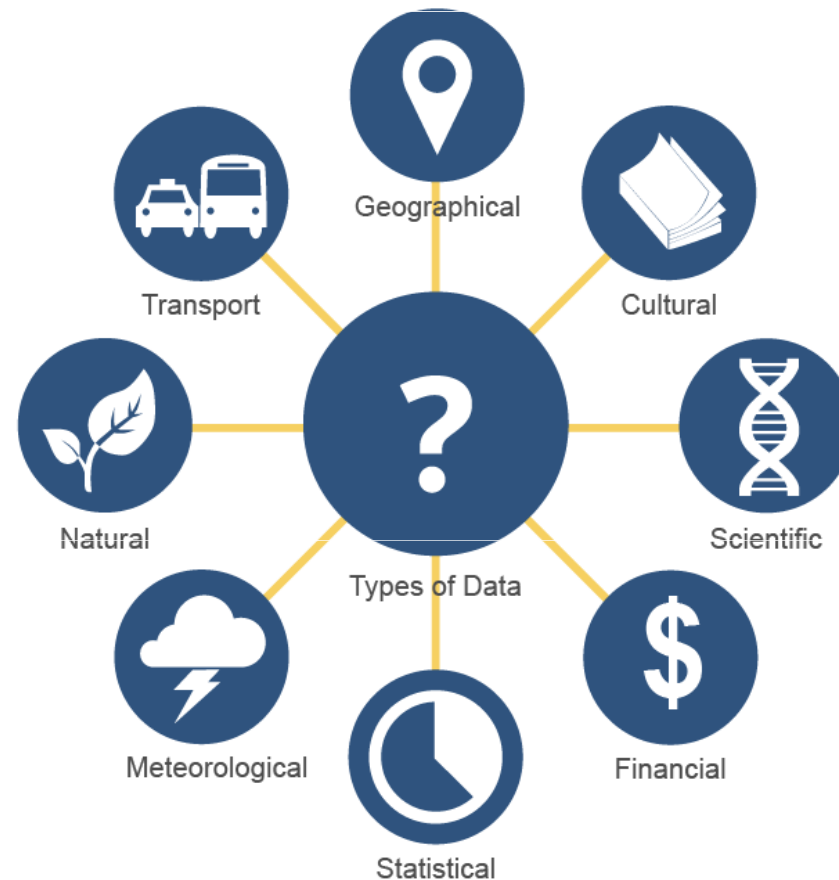 Geographical
Cultural
Transport
?
Natural
Scientific
Types of Data
Meteorological
$
Financial
Statistical